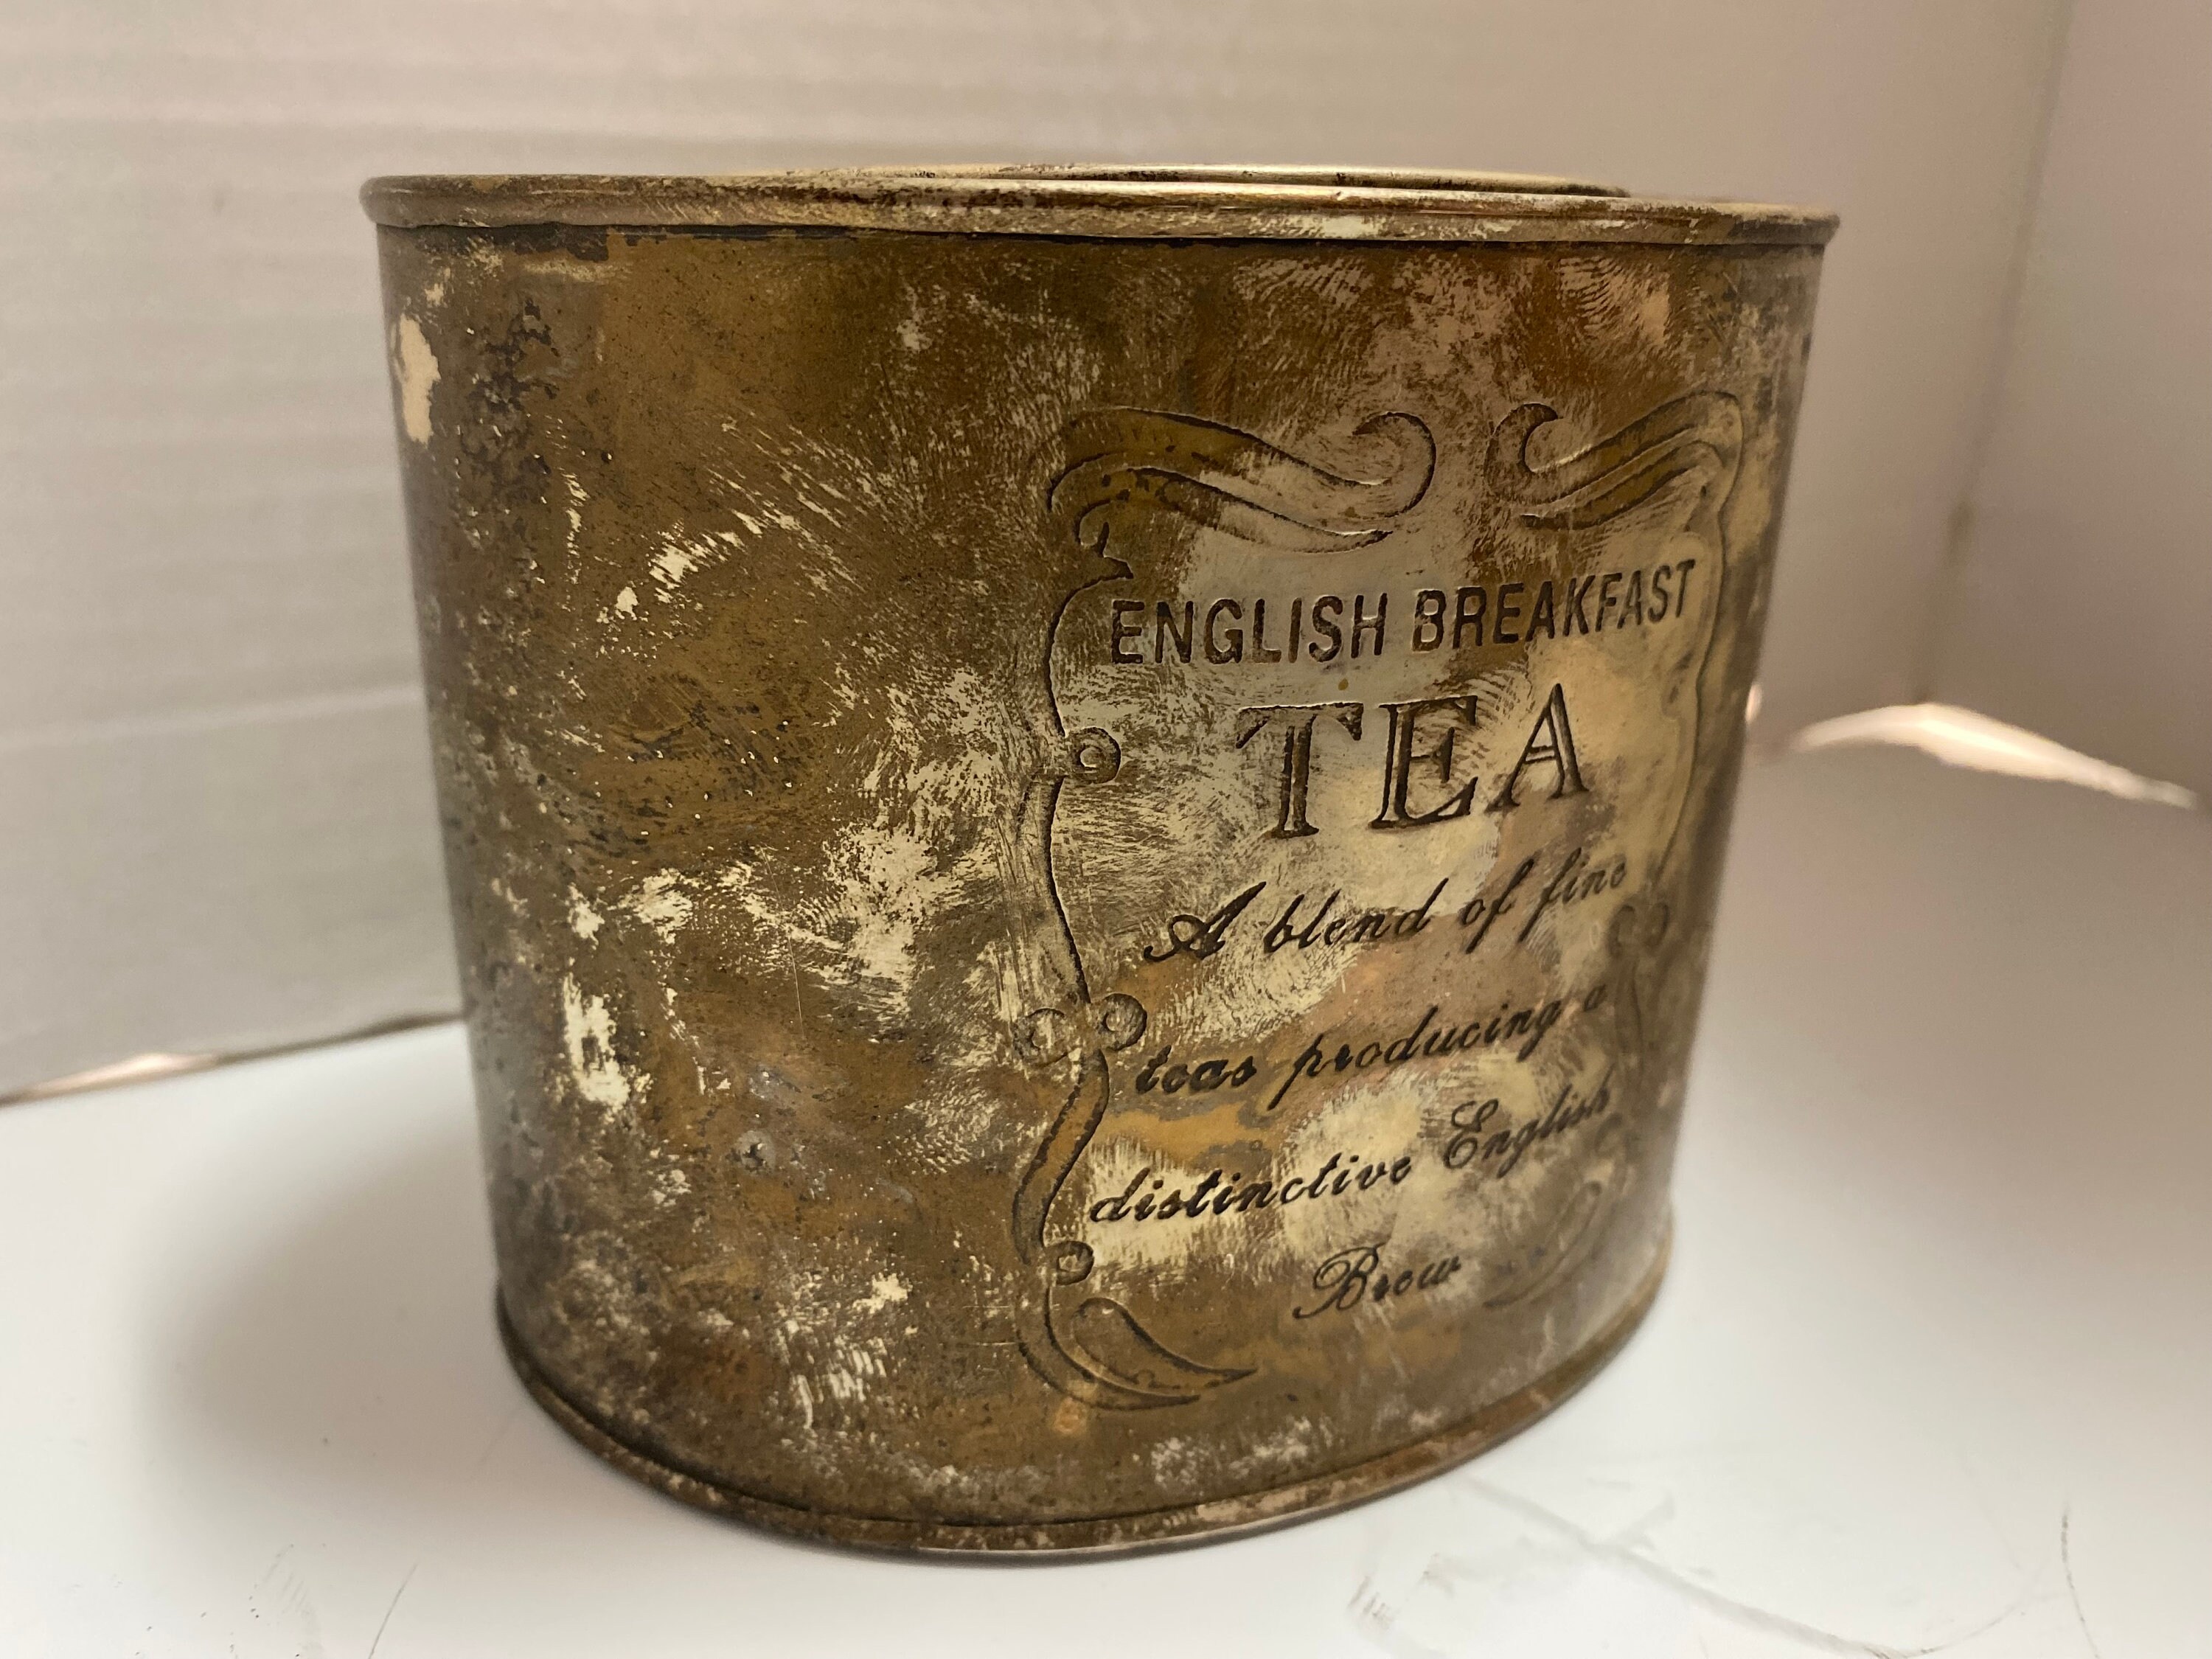 ENGLISH BREAKFAST
TEA
A blend of fine
teas producing a
distinctive English
Brew